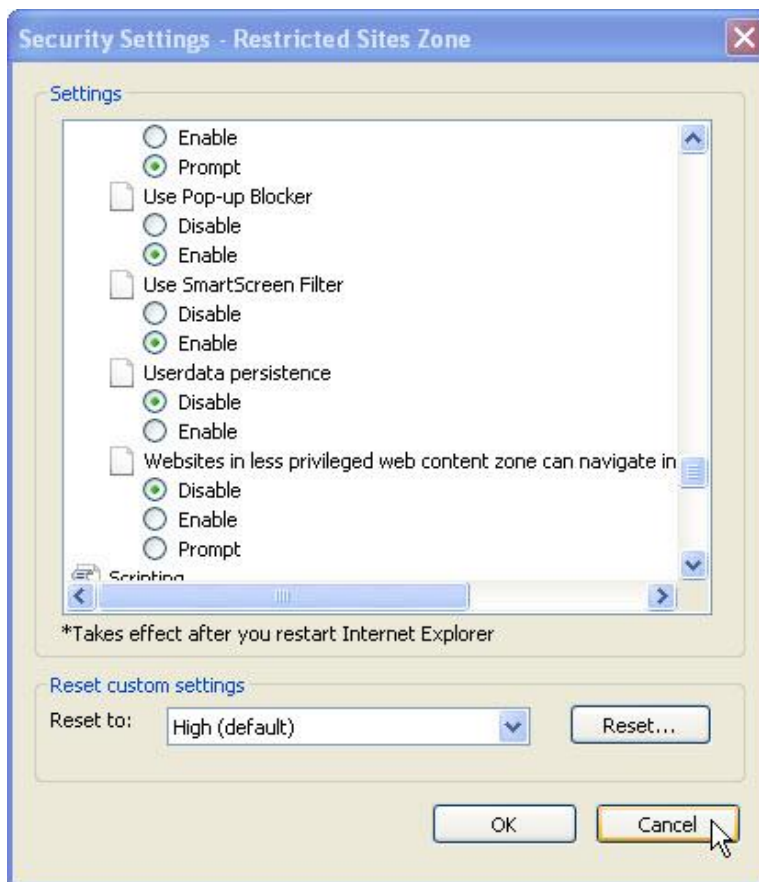 Security Settings - Restricted Sites Zone
Settings
Enable
Prompt
Use Pop-up Blocker
Disable
Enable
Use SmartScreen Filter
Disable
Enable
Userdata persistence
Disable
Enable
Websites in less privileged web content zone can navigate in
Disable
Enable
Prompt
Scripting
*Takes effect after you restart Internet Explorer
Reset custom settings
Reset to: High (default) Reset...
OK Cancel